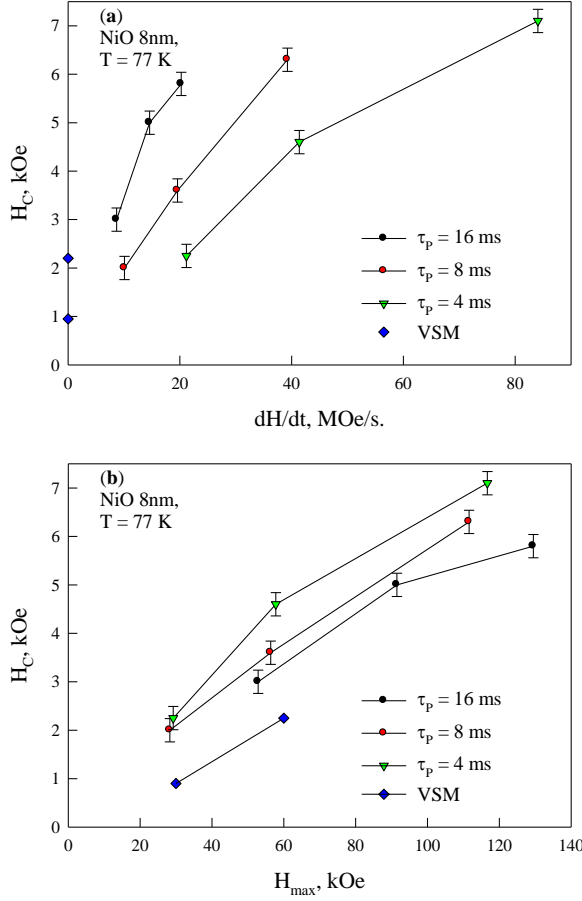 (a)
NiO 8nm,
T = 77 K
7
6
5
4
3
2
1
0
H_C, kOe
τ_P = 16 ms
τ_P = 8 ms
τ_P = 4 ms
VSM
0 20 40 60 80
dH/dt, MOe/s.
(b)
NiO 8nm,
T = 77 K
7
6
5
4
3
2
1
0
H_C, kOe
τ_P = 16 ms
τ_P = 8 ms
τ_P = 4 ms
VSM
0 20 40 60 80 100 120 140
H_max, kOe